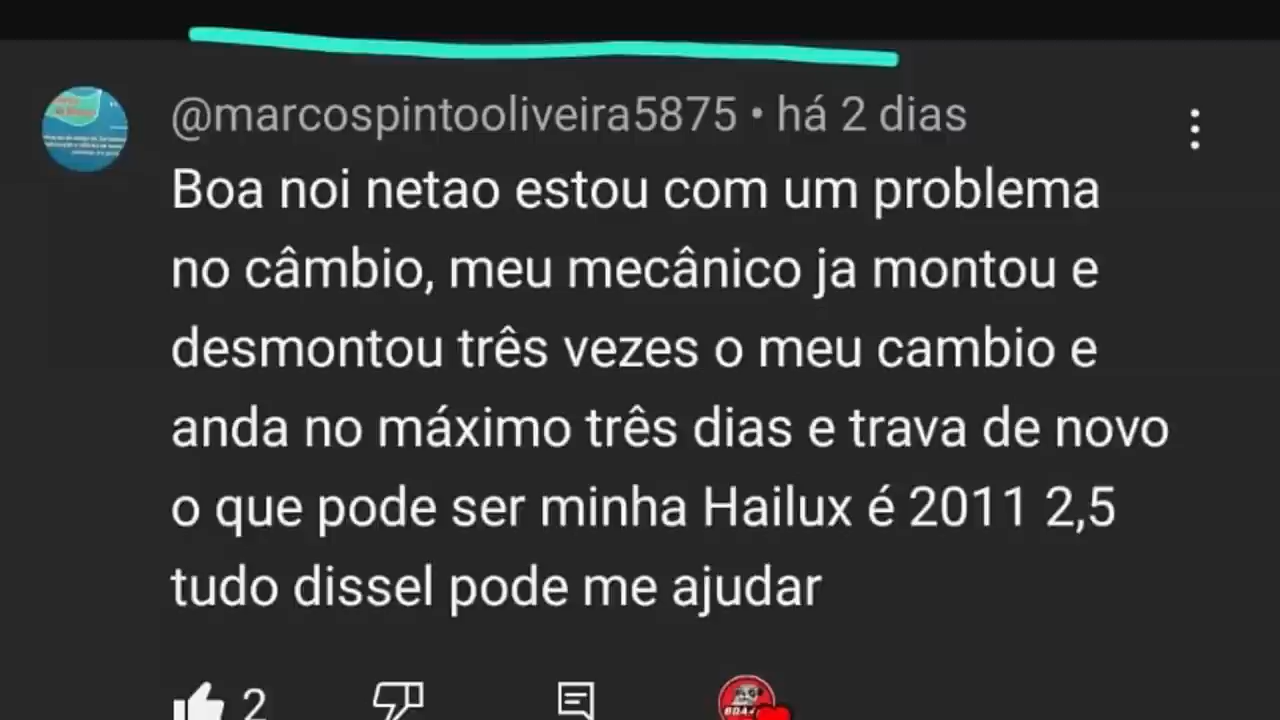 @marcospintooliveira5875 • há 2 dias
Boa noi netao estou com um problema
no câmbio, meu mecânico ja montou e
desmontou três vezes o meu cambio e
anda no máximo três dias e trava de novo
o que pode ser minha Hailux é 2011 2,5
tudo dissel pode me ajudar
2